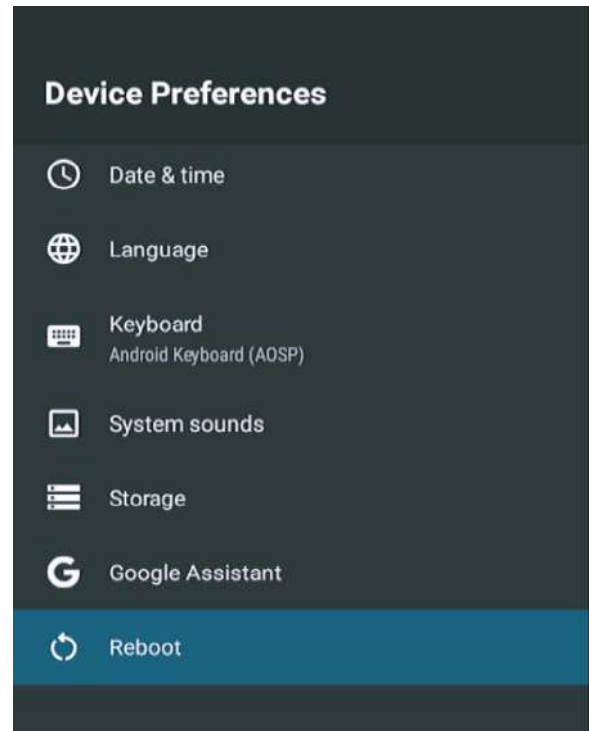 Device Preferences
Date & time
Language
Keyboard
Android Keyboard (AOSP)
System sounds
Storage
Google Assistant
Reboot